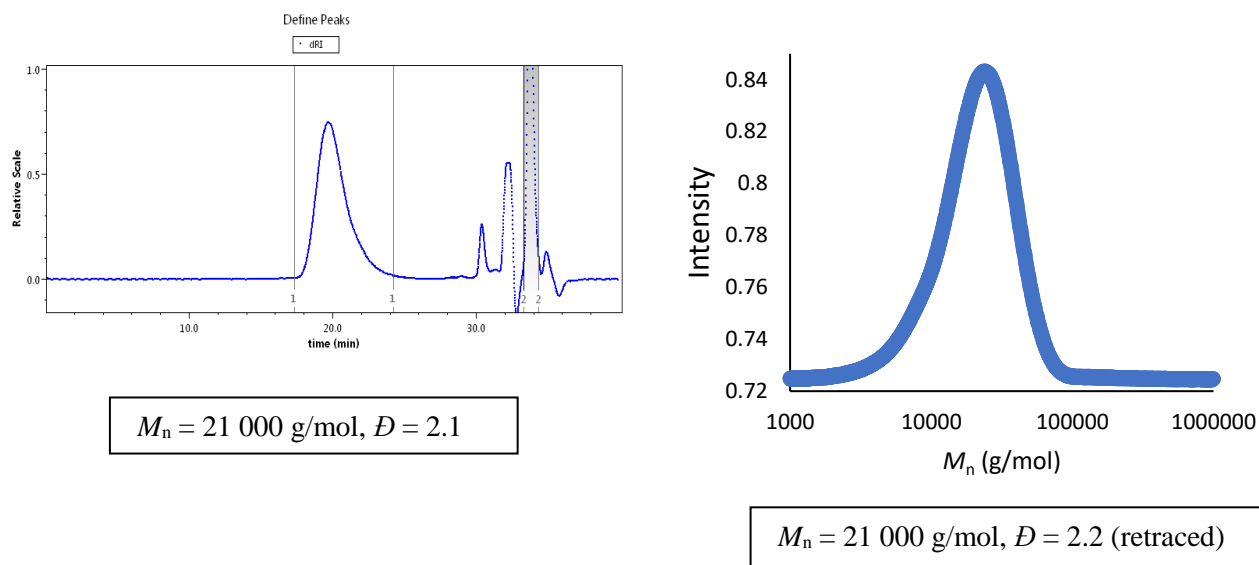 Define Peaks
dRI
1.0
0.5
0.0
Relative Scale
1 1 2 2
10.0 20.0 30.0
time (min)
Mn = 21 000 g/mol, Đ = 2.1
0.84
0.82
0.8
0.78
0.76
0.74
0.72
Intensity
1000 10000 100000 1000000
Mn (g/mol)
Mn = 21 000 g/mol, Đ = 2.2 (retraced)